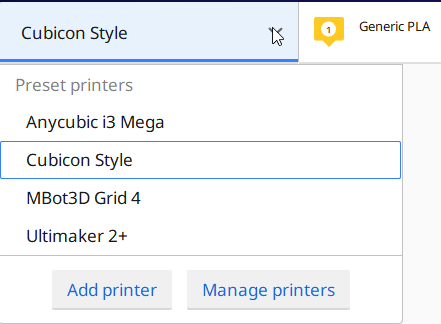 Cubicon Style
1
Generic PLA
Preset printers
Anycubic i3 Mega
Cubicon Style
MBot3D Grid 4
Ultimaker 2+
Add printer
Manage printers